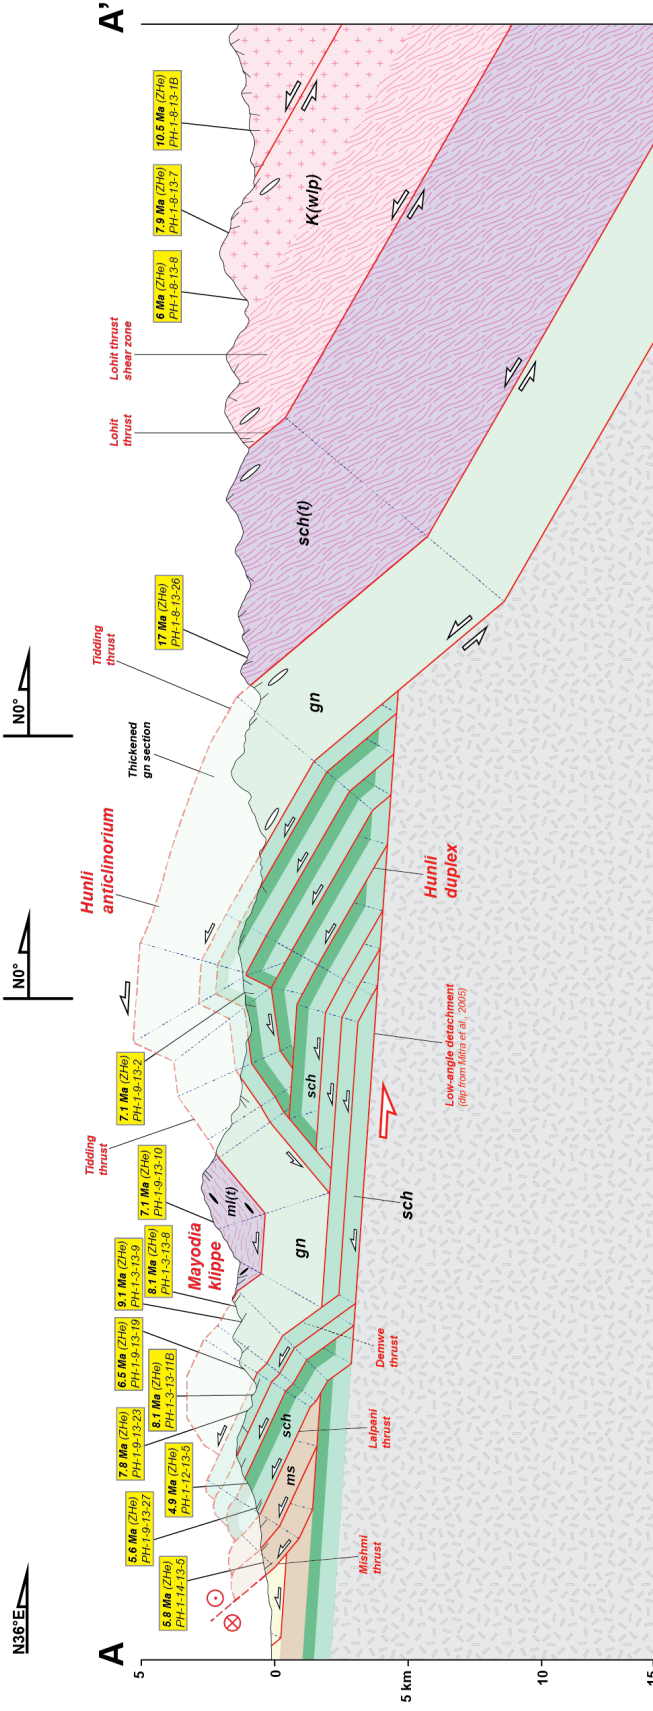 A
A'
N36°E
N0°
N0°
5
0
5 km
10
15
5.8 Ma (ZHe)
PH-1-14-13-5
5.6 Ma (ZHe)
PH-1-9-13-27
4.9 Ma (ZHe)
PH-1-12-13-5
7.8 Ma (ZHe)
PH-1-9-13-23
8.1 Ma (ZHe)
PH-1-3-13-11B
6.5 Ma (ZHe)
PH-1-9-13-19
9.1 Ma (ZHe)
PH-1-3-13-9
8.1 Ma (ZHe)
PH-1-3-13-8
7.1 Ma (ZHe)
PH-1-9-13-10
7.1 Ma (ZHe)
PH-1-9-13-2
17 Ma (ZHe)
PH-1-8-13-26
6 Ma (ZHe)
PH-1-8-13-8
7.9 Ma (ZHe)
PH-1-8-13-7
10.5 Ma (ZHe)
PH-1-8-13-1B
Mayodia
klippe
Tidding
thrust
Hunli
anticlinorium
Thickened
gn section
Tidding
thrust
Lohit
thrust
Lohit thrust
shear zone
ms
sch
gn
ml(t)
sch
sch
gn
sch(t)
K(wlp)
Mishmi
thrust
Lalpani
thrust
Demwe
thrust
Low-angle detachment
(dip from Mitra et al., 2005)
Hunli
duplex